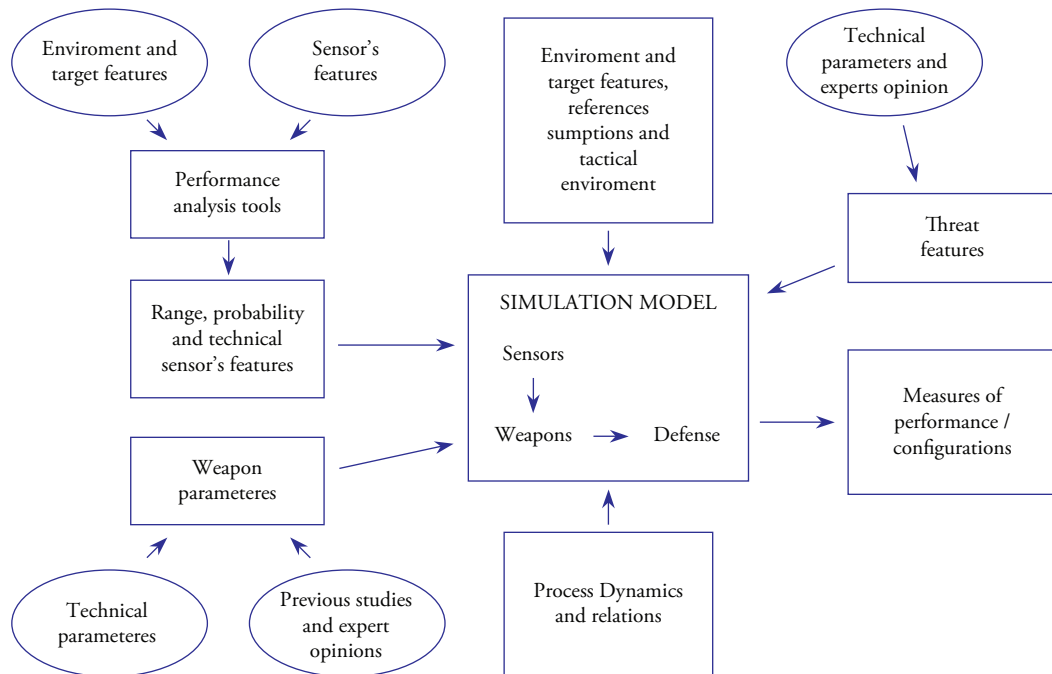 Enviroment and
target features
Sensor's
features
Enviroment and
target features,
references
sumptions and
tactical
enviroment
Technical
parameters and
experts opinion
Performance
analysis tools
Threat
features
Range, probability
and technical
sensor's features
SIMULATION MODEL
Sensors
Weapons
Defense
Measures of
performance /
configurations
Weapon
parameteres
Technical
parameteres
Previous studies
and expert
opinions
Process Dynamics
and relations